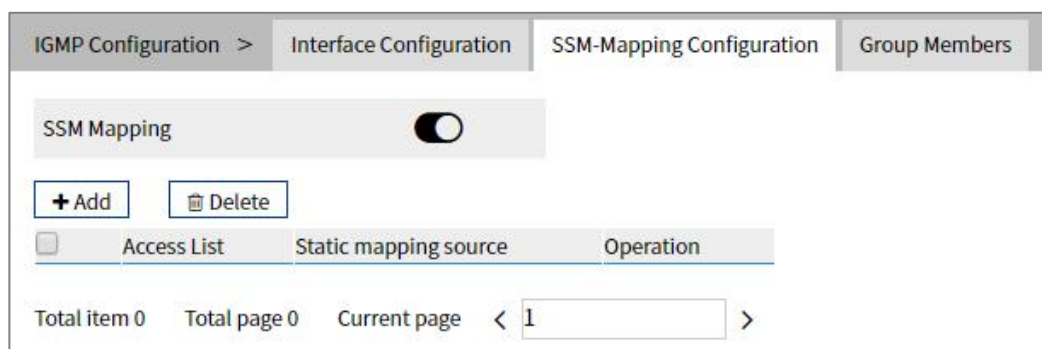 IGMP Configuration > Interface Configuration SSM-Mapping Configuration Group Members
SSM Mapping
+ Add Delete
Access List Static mapping source Operation
Total item 0 Total page 0 Current page < 1 >